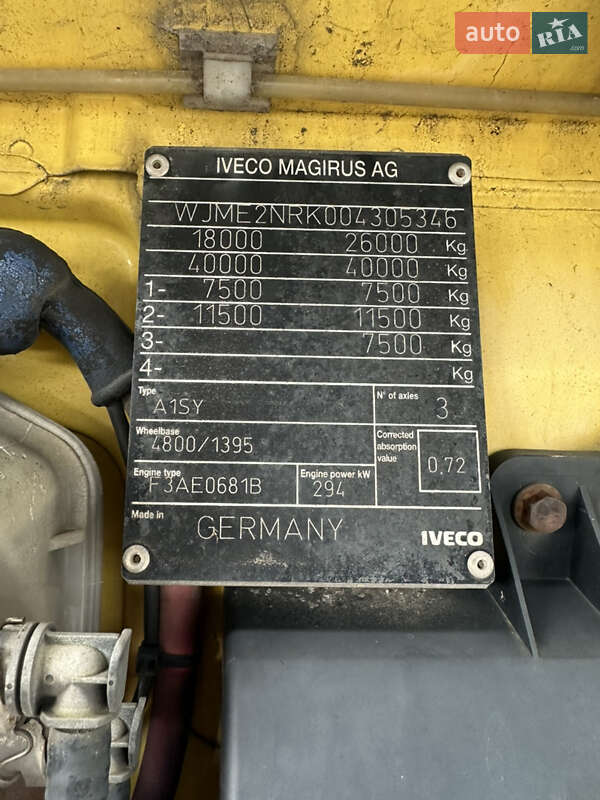 auto RIA .com
IVECO MAGIRUS AG
WJME2NRK004305346
18000 26000 Kg
40000 40000 Kg
1- 7500 7500 Kg
2- 11500 11500 Kg
3- 7500 Kg
4- Kg
Type
A1SY
N° of axles
3
Wheelbase
4800/1395
Corrected absorption value
0,72
Engine type
F3AE0681B
Engine power kW
294
Made in
GERMANY
IVECO